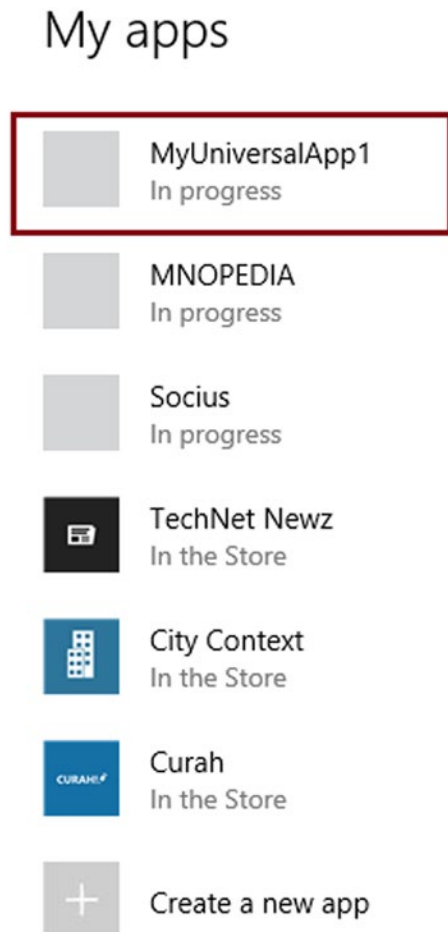 My apps
MyUniversalApp1
In progress
MNOPEDIA
In progress
Socius
In progress
TechNet Newz
In the Store
City Context
In the Store
CURAH!
Curah
In the Store
Create a new app